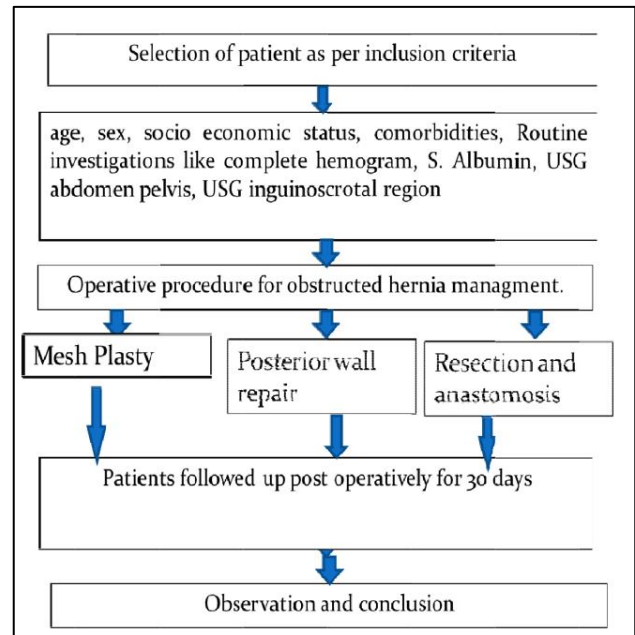 Selection of patient as per inclusion criteria
age, sex, socio economic status, comorbidities, Routine
investigations like complete hemogram, S. Albumin, USG
abdomen pelvis, USG inguinoscrotal region
Operative procedure for obstructed hernia managment.
Mesh Plasty
Posterior wall
repair
Resection and
anastomosis
Patients followed up post operatively for 30 days
Observation and conclusion